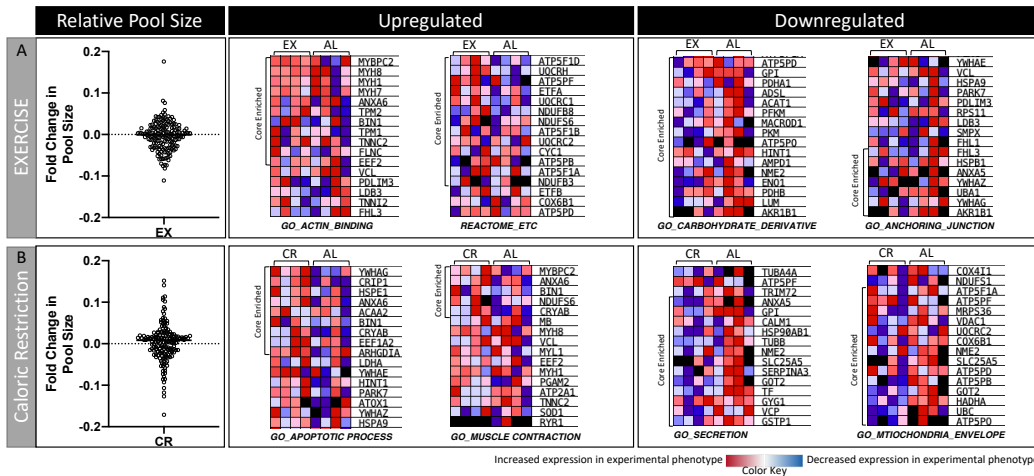 Relative Pool Size
Upregulated
Downregulated
A
EXERCISE
Fold Change in
Pool Size
0.2
0.1
0.0
-0.1
-0.2
EX
EX
AL
Core Enriched
MYBPC2
MYH8
MYH1
MYH7
ANXA6
TPM2
BIN1
TPM1
TNNC2
FLNC
EEF2
VCL
PDLIM3
LDB3
TNNI2
FHL3
GO_ACTIN_BINDING
EX
AL
ATP5F1D
UQCRH
ATP5PF
ETFA
UQCRC1
NDUFB8
NDUFS6
ATP5F1B
UQCRC2
CYC1
ATP5PB
ATP5F1A
NDUFB3
ETFB
COX6B1
ATP5PD
REACTOME_ETC
EX
AL
Core Enriched
ATP5PD
GPI
PDHA1
ADSL
ACAT1
PFKM
MACROD1
PKM
ATP5PO
HINT1
AMPD1
NME2
ENO1
PDHB
LUM
AKR1B1
GO_CARBOHYDRATE_DERIVATIVE
EX
AL
Core Enriched
YWHAE
VCL
HSPA9
PARK7
PDLIM3
RPS11
LDB3
SMPX
FHL1
FHL3
HSPB1
ANXA5
YWHAZ
UBA1
YWHAG
AKR1B1
GO_ANCHORING_JUNCTION
B
Caloric Restriction
Fold Change in
Pool Size
0.2
0.1
0.0
-0.1
-0.2
CR
CR
AL
Core Enriched
YWHAG
CRIP1
HSPE1
ANXA6
ACAA2
BIN1
CRYAB
EEF1A2
ARHGDIA
LDHA
YWHAE
HINT1
PARK7
ATOX1
YWHAZ
HSPA9
GO_APOPTOTIC PROCESS
CR
AL
Core Enriched
MYBPC2
ANXA6
BIN1
NDUFS6
CRYAB
MB
MYH8
VCL
MYL1
EEF2
MYH1
PGAM2
ATP2A1
TNNC2
SOD1
RYR1
GO_MUSCLE CONTRACTION
CR
AL
Core Enriched
TUBA4A
ATP5PF
TRIM72
ANXA5
GPI
CALM1
HSP90AB1
TUBB
NME2
SLC25A5
SERPINA3
GOT2
TF
GYG1
VCP
GSTP1
GO_SECRETION
CR
AL
Core Enriched
COX4I1
NDUFS1
ATP5F1A
ATP5PF
MRPS36
VDAC1
UQCRC2
COX6B1
NME2
SLC25A5
ATP5PD
ATP5PB
GOT2
HADHA
UBC
ATP5PO
GO_MTIOCHONDRIA_ENVELOPE
Increased expression in experimental phenotype
Decreased expression in experimental phenotype
Color Key